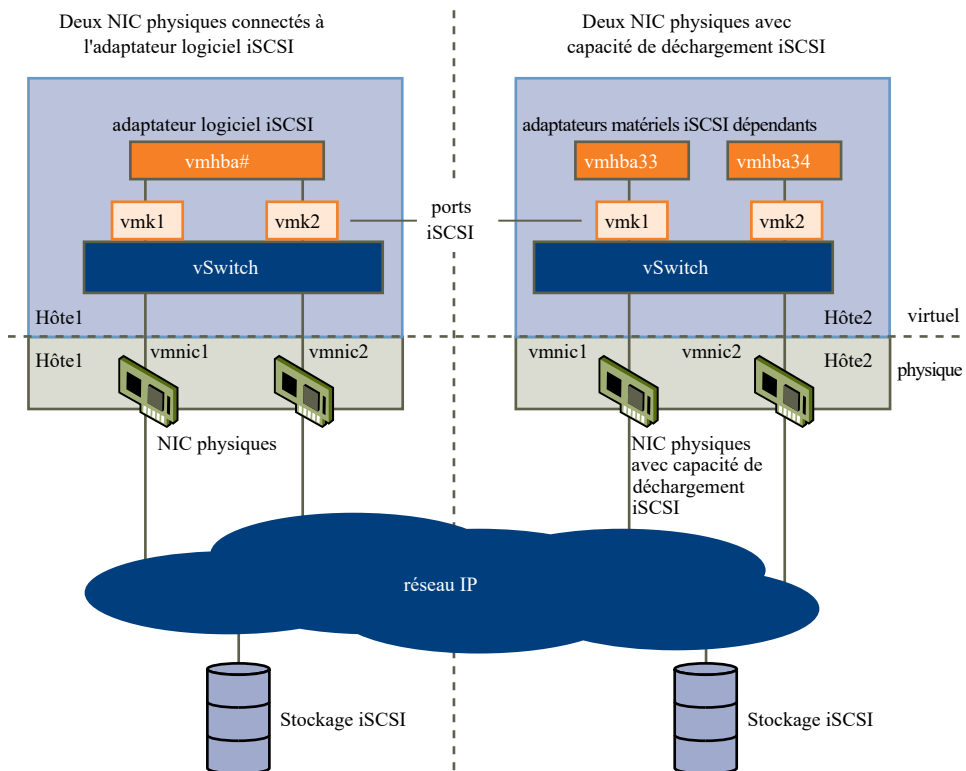 Deux NIC physiques connectés à
l'adaptateur logiciel iSCSI
Deux NIC physiques avec
capacité de déchargement iSCSI
adaptateur logiciel iSCSI
vmhba#
vmk1
vmk2
vSwitch
Hôte1
Hôte1
vmnic1
vmnic2
NIC physiques
ports
iSCSI
adaptateurs matériels iSCSI dépendants
vmhba33
vmhba34
vmk1
vmk2
vSwitch
Hôte2
virtuel
vmnic1
vmnic2
Hôte2
physique
NIC physiques
avec capacité de
déchargement
iSCSI
réseau IP
Stockage iSCSI
Stockage iSCSI